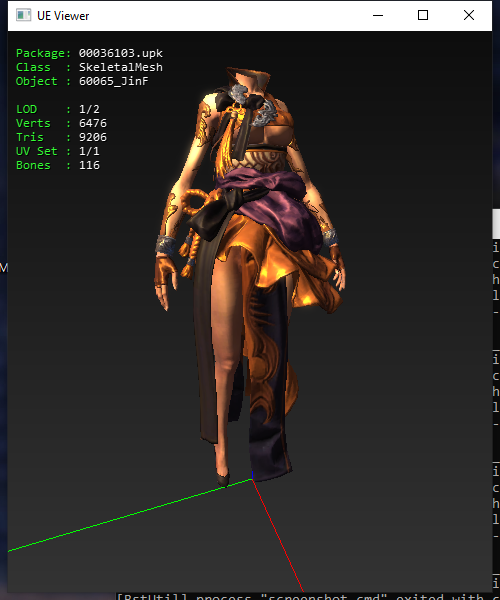 UE Viewer
Package: 00036103.upk
Class : SkeletalMesh
Object : 60065_JinF
LOD : 1/2
Verts : 6476
Tris : 9206
UV Set : 1/1
Bones : 116
M
i
c
h
l
-
i
c
h
l
-
i
c
h
l
-
[BstUtil] process "screenshot.cmd" exited with c